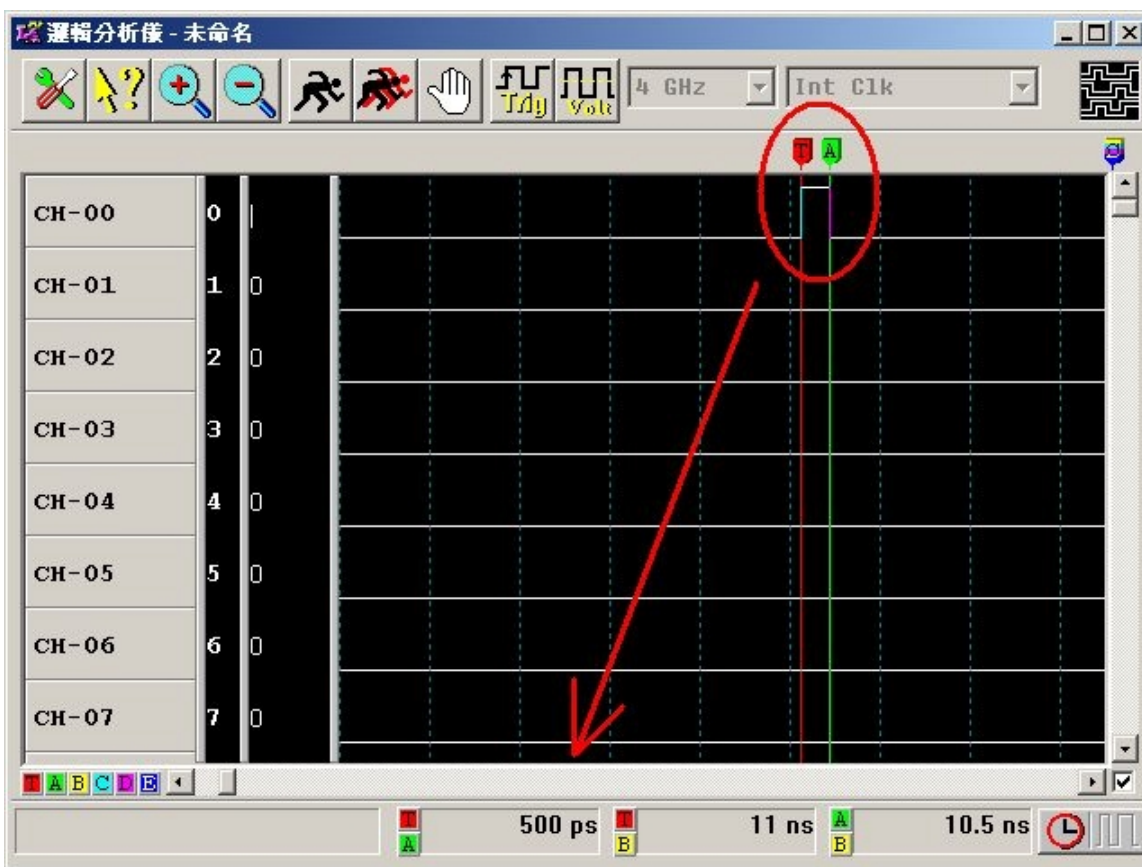 邏輯分析儀 - 未命名
Trig Volt 4 GHz Int Clk
T A
CH-00 0
CH-01 1 0
CH-02 2 0
CH-03 3 0
CH-04 4 0
CH-05 5 0
CH-06 6 0
CH-07 7 0
T A B C D E
T A 500 ps T B 11 ns A B 10.5 ns